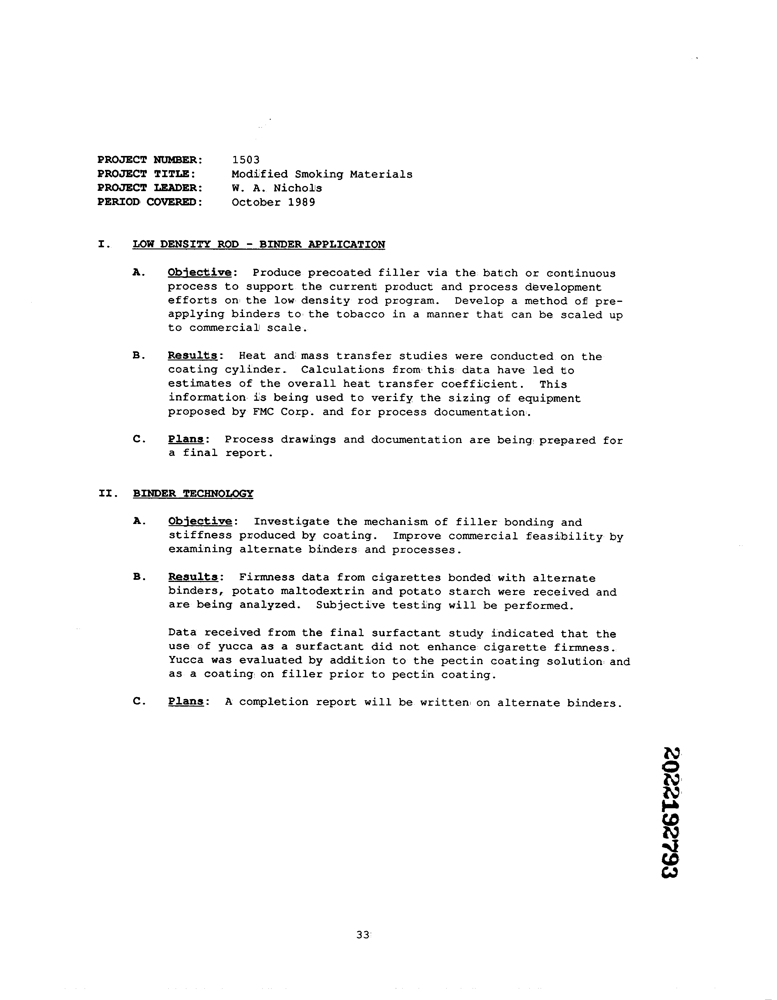 PROJECT NUMBER: 1503
PROJECT TITLE: Modified Smoking Materials
PROJECT LEADER: W. A. Nichols
PERIOD COVERED: October 1989
I. LOW DENSITY ROD - BINDER APPLICATION
A. Objective: Produce precoated filler via the batch or continuous
process to support the current product and process development
efforts on the low density rod program. Develop a method of pre-
applying binders to the tobacco in a manner that can be scaled up
to commercial scale.
B. Results: Heat and mass transfer studies were conducted on the
coating cylinder. Calculations from this data have led to
estimates of the overall heat transfer coefficient. This
information is being used to verify the sizing of equipment
proposed by FMC Corp. and for process documentation.
C. Plans: Process drawings and documentation are being prepared for
a final report.
II. BINDER TECHNOLOGY
A. Objective: Investigate the mechanism of filler bonding and
stiffness produced by coating. Improve commercial feasibility by
examining alternate binders and processes.
B. Results: Firmness data from cigarettes bonded with alternate
binders, potato maltodextrin and potato starch were received and
are being analyzed. Subjective testing will be performed.
Data received from the final surfactant study indicated that the
use of yucca as a surfactant did not enhance cigarette firmness.
Yucca was evaluated by addition to the pectin coating solution and
as a coating on filler prior to pectin coating.
C. Plans: A completion report will be written on alternate binders.
2022192793
33